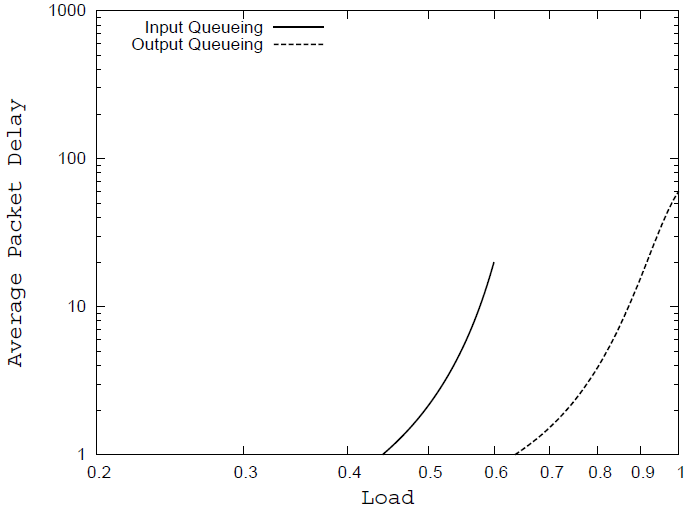 1000
Input Queueing
Output Queueing
100
Average Packet Delay
10
1
0.2 0.3 0.4 0.5 0.6 0.7 0.8 0.9 1
Load